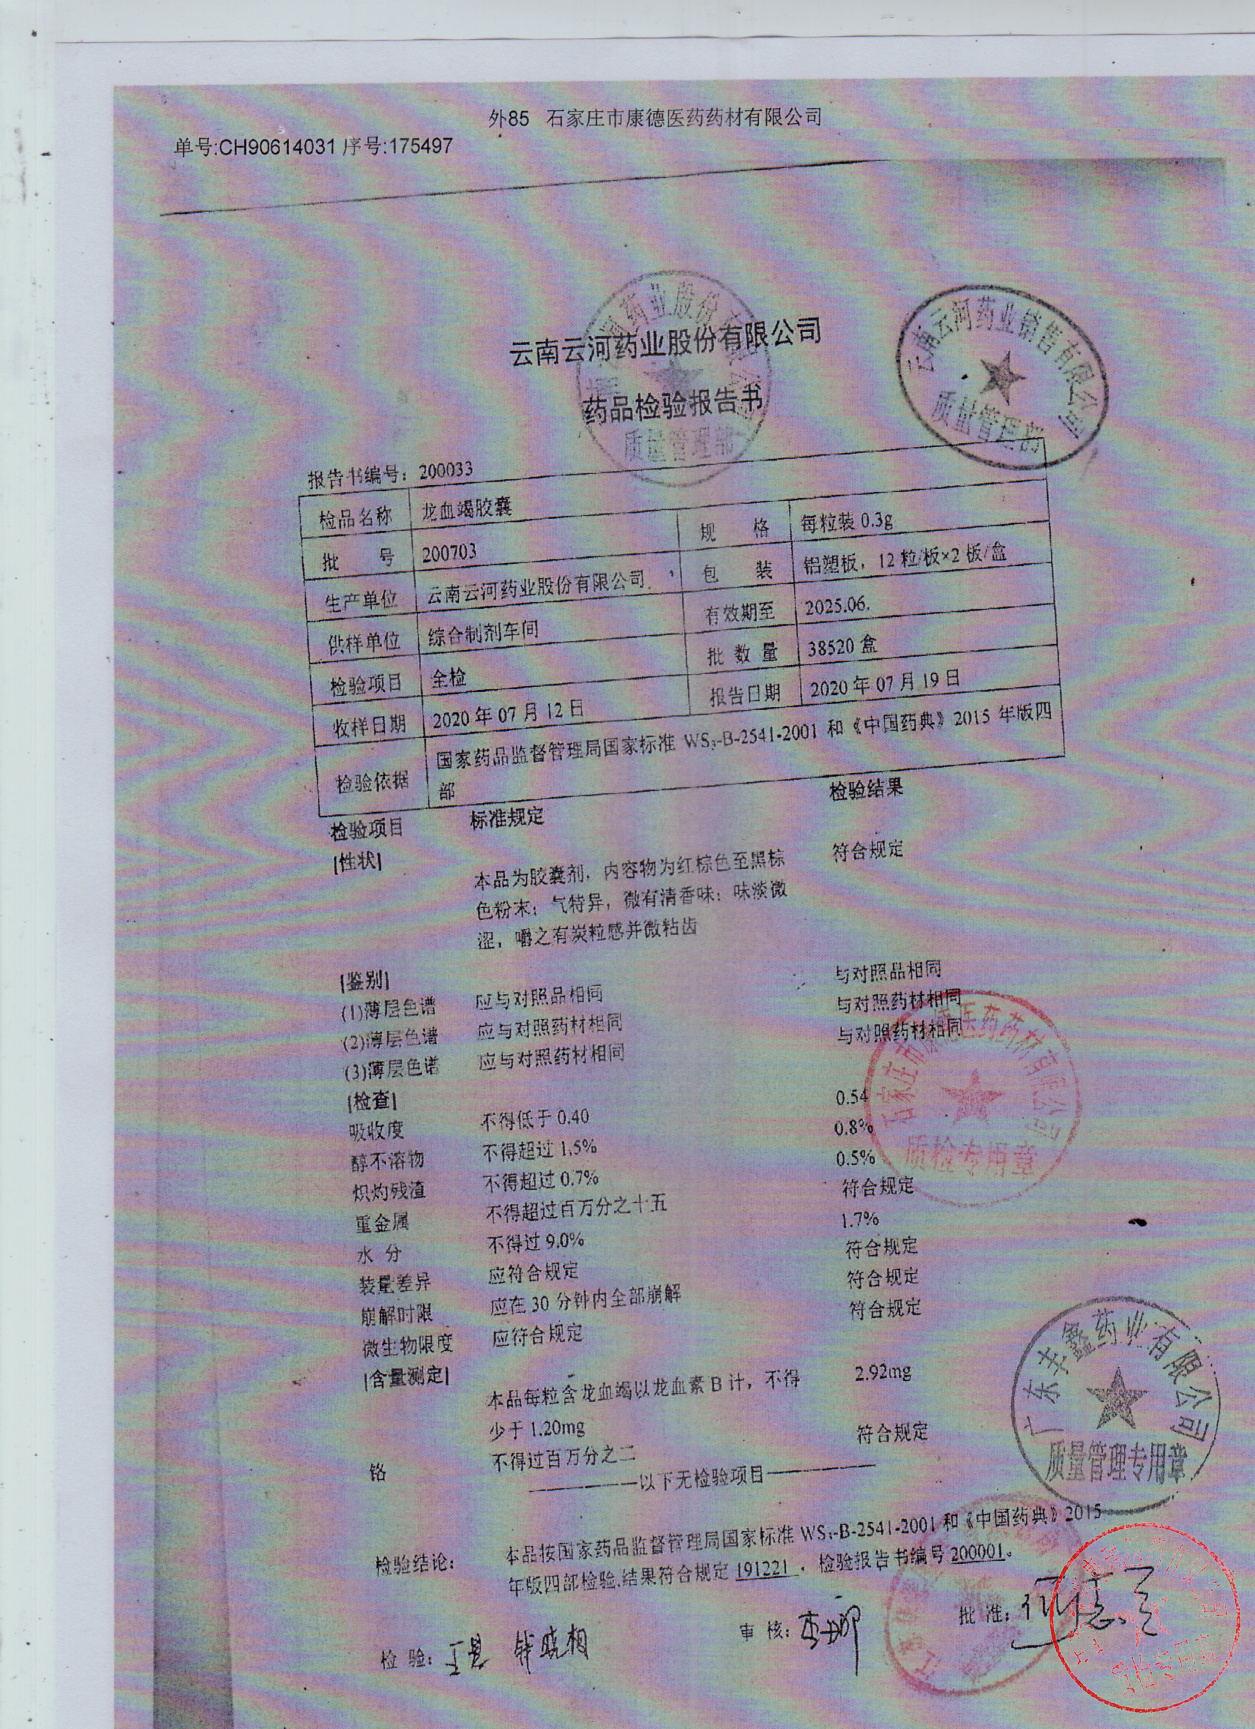 外85 石家庄市康德医药药材有限公司
单号:CH90614031 序号:175497
云南云河药业股份有限公司
药品检验报告书
质量管理部
云南云河药业销售有限公司
质量管理部
报告书编号: 200033
检品名称 龙血竭胶囊
批 号 200703 规 格 每粒装 0.3g
生产单位 云南云河药业股份有限公司 包 装 铝塑板, 12 粒/板×2 板/盒
供样单位 综合制剂车间 有效期至 2025.06.
检验项目 全检 批 数 量 38520 盒
收样日期 2020 年 07 月 12 日 报告日期 2020 年 07 月 19 日
检验依据 国家药品监督管理局国家标准 WS₃-B-2541-2001 和《中国药典》2015 年版四
部
检验项目 标准规定 检验结果
[性状] 本品为胶囊剂, 内容物为红棕色至黑棕 符合规定
色粉末; 气特异, 微有清香味; 味淡微
涩, 嚼之有炭粒感并微粘齿
[鉴别]
(1)薄层色谱 应与对照品相同 与对照品相同
(2)薄层色谱 应与对照药材相同 与对照药材相同
(3)薄层色谱 应与对照药材相同 与对照药材相同
[检查]
吸收度 不得低于 0.40 0.54
醇不溶物 不得超过 1.5% 0.8%
炽灼残渣 不得超过 0.7% 0.5%
重金属 不得超过百万分之十五 符合规定
水 分 不得过 9.0% 1.7%
装量差异 应符合规定 符合规定
崩解时限 应在 30 分钟内全部崩解 符合规定
微生物限度 应符合规定 符合规定
[含量测定] 本品每粒含龙血竭以龙血素 B 计, 不得 2.92mg
少于 1.20mg
铬 不得过百万分之二 符合规定
以下无检验项目
石家庄市康德医药药材有限公司
质检专用章
广东丰鑫药业有限公司
质量管理专用章
检验结论: 本品按国家药品监督管理局国家标准 WS₃-B-2541-2001 和《中国药典》2015
年版四部检验,结果符合规定 191221 , 检验报告书编号 200001。
检 验: 审 核: 批 准: